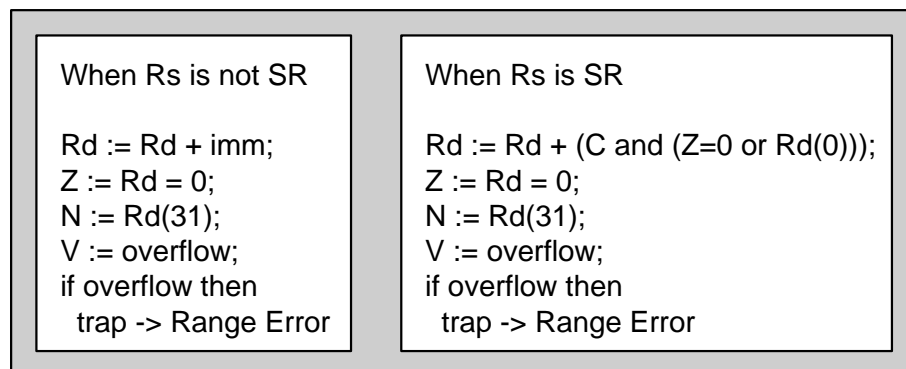 When Rs is not SR
Rd := Rd + imm;
Z := Rd = 0;
N := Rd(31);
V := overflow;
if overflow then
trap -> Range Error
When Rs is SR
Rd := Rd + (C and (Z=0 or Rd(0)));
Z := Rd = 0;
N := Rd(31);
V := overflow;
if overflow then
trap -> Range Error